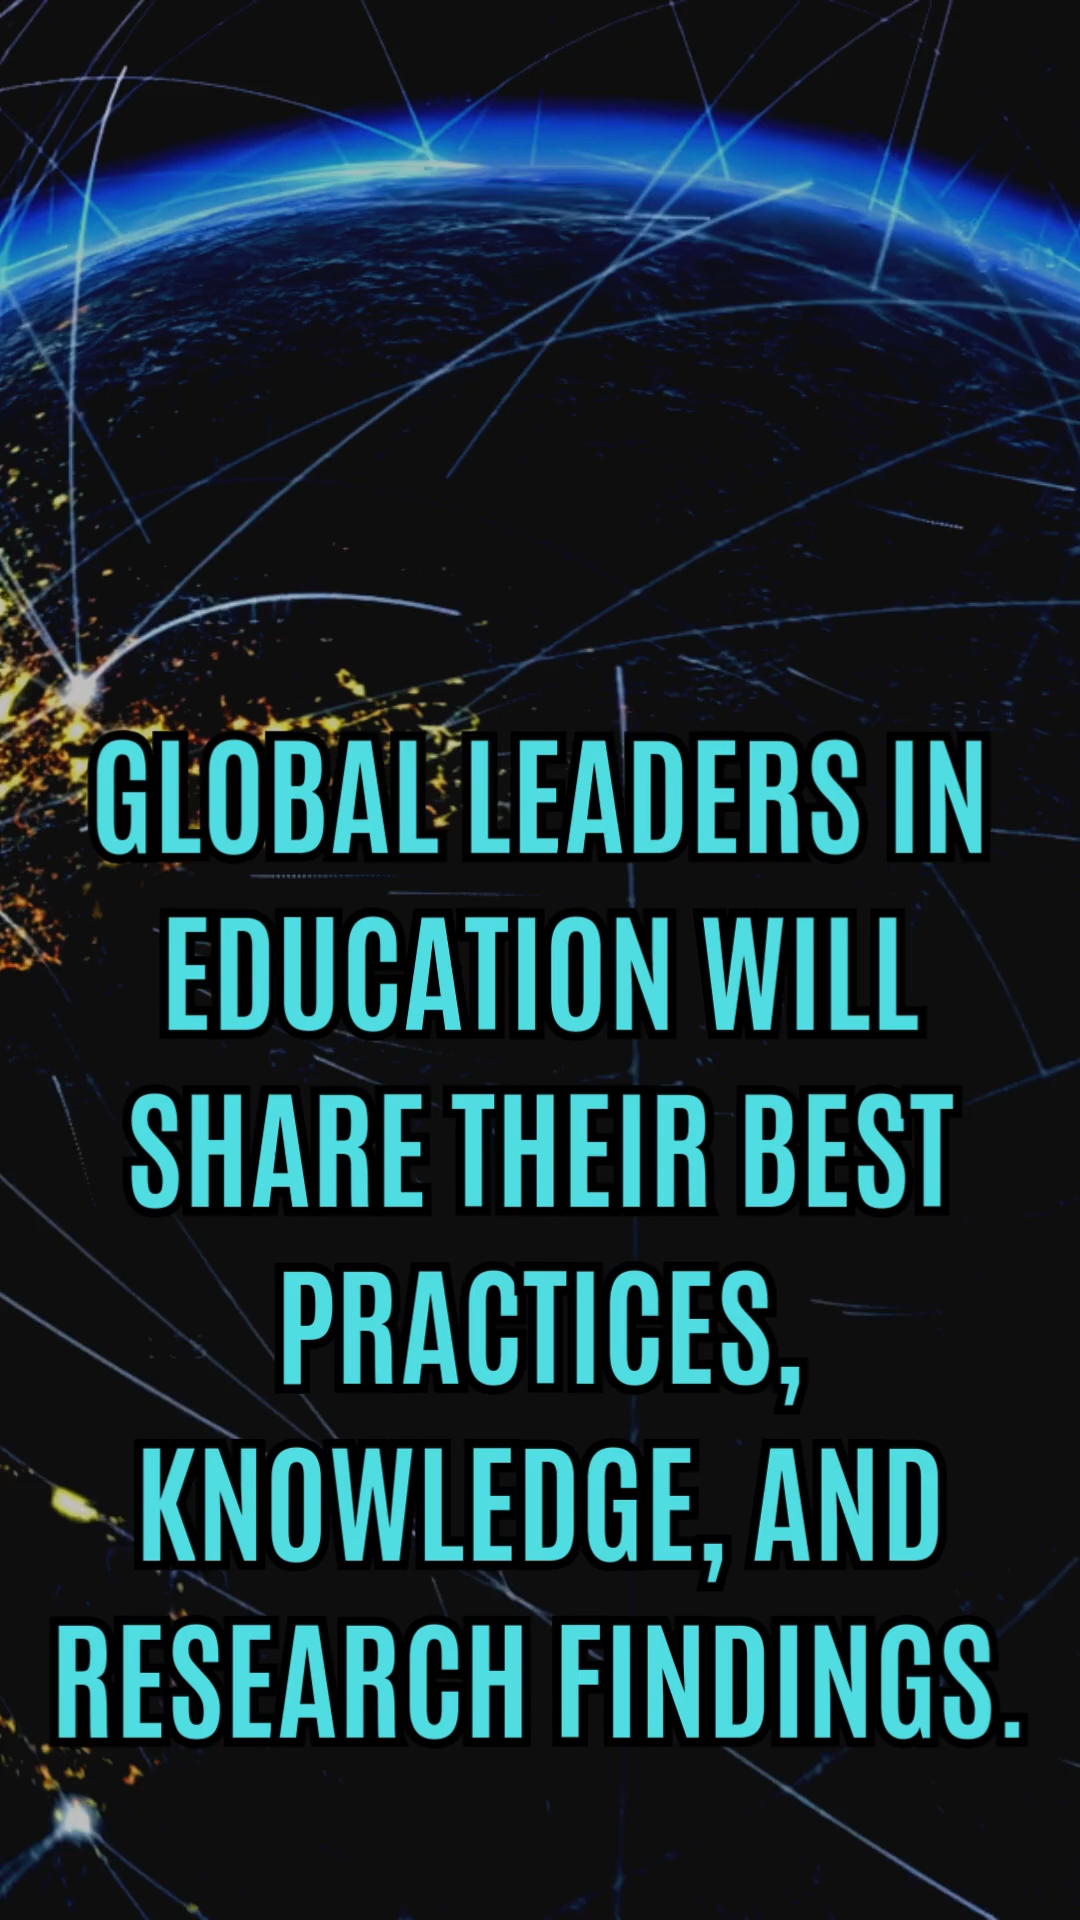 GLOBAL LEADERS IN
EDUCATION WILL
SHARE THEIR BEST
PRACTICES,
KNOWLEDGE, AND
RESEARCH FINDINGS.